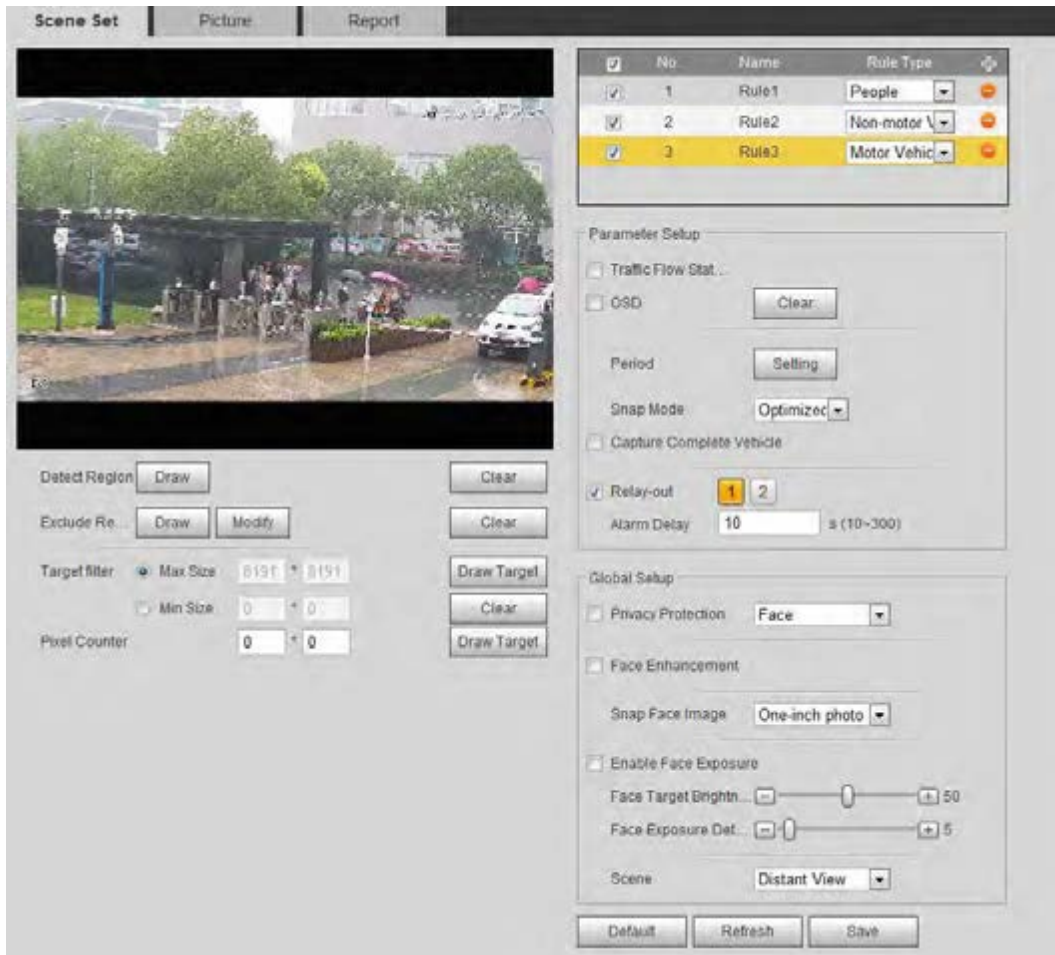 Scene Set Picture Report
No. Name Rule Type
1 Rule1 People
2 Rule2 Non-motor V
3 Rule3 Motor Vehic
Detect Region Draw Clear
Exclude Re... Draw Modify Clear
Target filter Max Size 8191 * 8191 Draw Target
Min Size 0 * 0 Clear
Pixel Counter 0 * 0 Draw Target
Parameter Setup
Traffic Flow Stat...
OSD Clear
Period Setting
Snap Mode Optimized
Capture Complete Vehicle
Relay-out 1 2
Alarm Delay 10 s (10~300)
Global Setup
Privacy Protection Face
Face Enhancement
Snap Face Image One-inch photo
Enable Face Exposure
Face Target Brightn... 50
Face Exposure Det... 5
Scene Distant View
Default Refresh Save